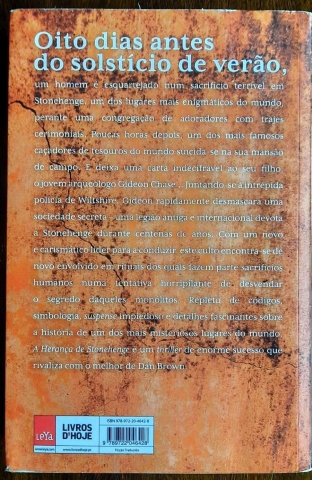 Oito dias antes
do solstício de verão,
um homem é esquartejado num sacrifício terrível em
Stonehenge, um dos lugares mais enigmáticos do mundo,
perante uma congregação de adoradores com trajes
cerimoniais. Poucas horas depois, um dos mais famosos
caçadores de tesouros do mundo suicida-se na sua mansão
de campo. E deixa uma carta indecifrável ao seu filho,
o jovem arqueólogo Gideon Chase. Juntando-se à intrépida
polícia de Wiltshire, Gideon rapidamente desmascara uma
sociedade secreta – uma legião antiga e internacional devota
a Stonehenge durante centenas de anos. Com um novo
e carismático líder para a conduzir, este culto encontra-se de
novo envolvido em rituais dos quais fazem parte sacrifícios
humanos numa tentativa horripilante de desvendar
o segredo daqueles monólitos. Repleto de códigos,
simbologia, suspense impiedoso e detalhes fascinantes sobre
a história de um dos mais misteriosos lugares do mundo,
A Herança de Stonehenge é um thriller de enorme sucesso que
rivaliza com o melhor de Dan Brown.
LeYa
LIVROS
D'HOJE
9 789722 046428